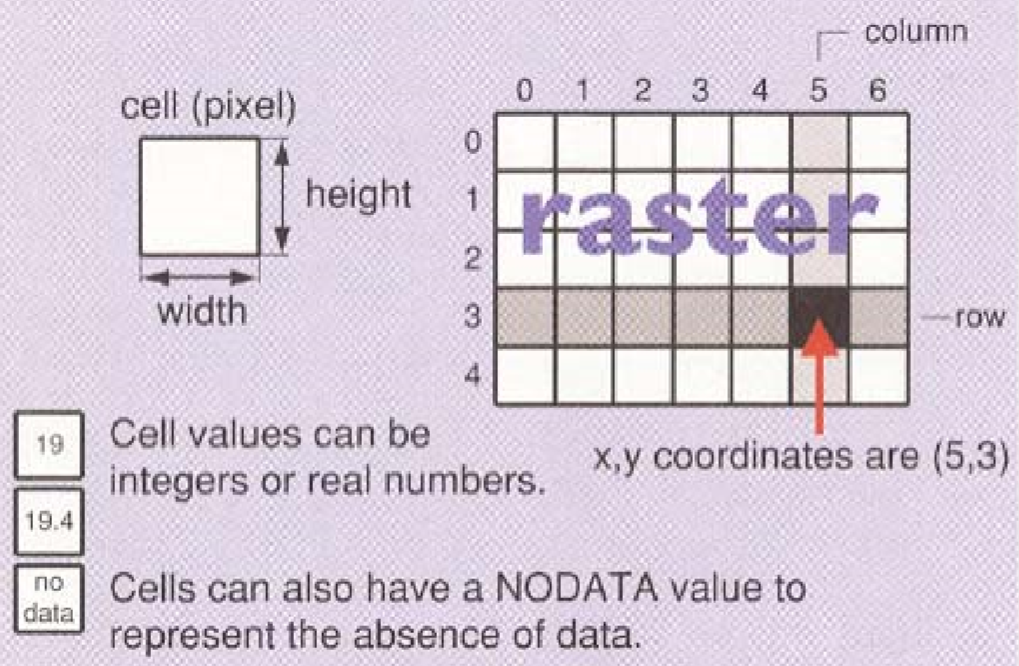 column
cell (pixel)
0 1 2 3 4 5 6
0
height
1
raster
2
width
3
row
4
19
Cell values can be
integers or real numbers.
x,y coordinates are (5,3)
19.4
no
data
Cells can also have a NODATA value to
represent the absence of data.